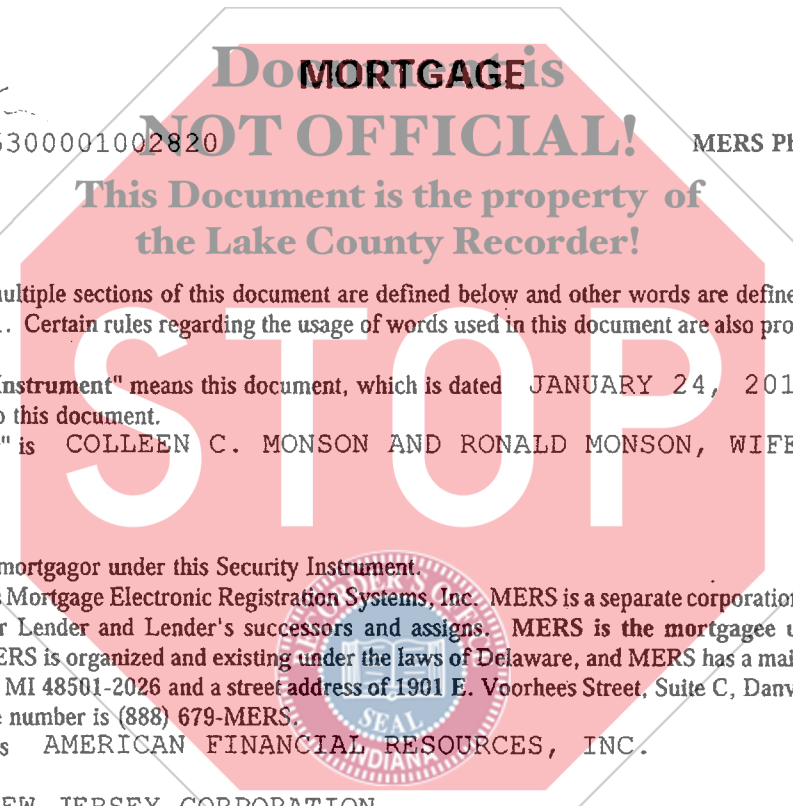 Document is
MORTGAGE
NOT OFFICIAL!
5300001002820 MERS Ph
This Document is the property of
the Lake County Recorder!
multiple sections of this document are defined below and other words are define
. Certain rules regarding the usage of words used in this document are also pro
Instrument" means this document, which is dated JANUARY 24, 201
o this document.
" is COLLEEN C. MONSON AND RONALD MONSON, WIFE
STOP
mortgagor under this Security Instrument.
s Mortgage Electronic Registration Systems, Inc. MERS is a separate corporation
r Lender and Lender's successors and assigns. MERS is the mortgagee u
ERS is organized and existing under the laws of Delaware, and MERS has a mai
MI 48501-2026 and a street address of 1901 E. Voorhees Street, Suite C, Danv
e number is (888) 679-MERS.
s AMERICAN FINANCIAL RESOURCES, INC.
SEAL
INDIANA
EW JERSEY CORPORATION